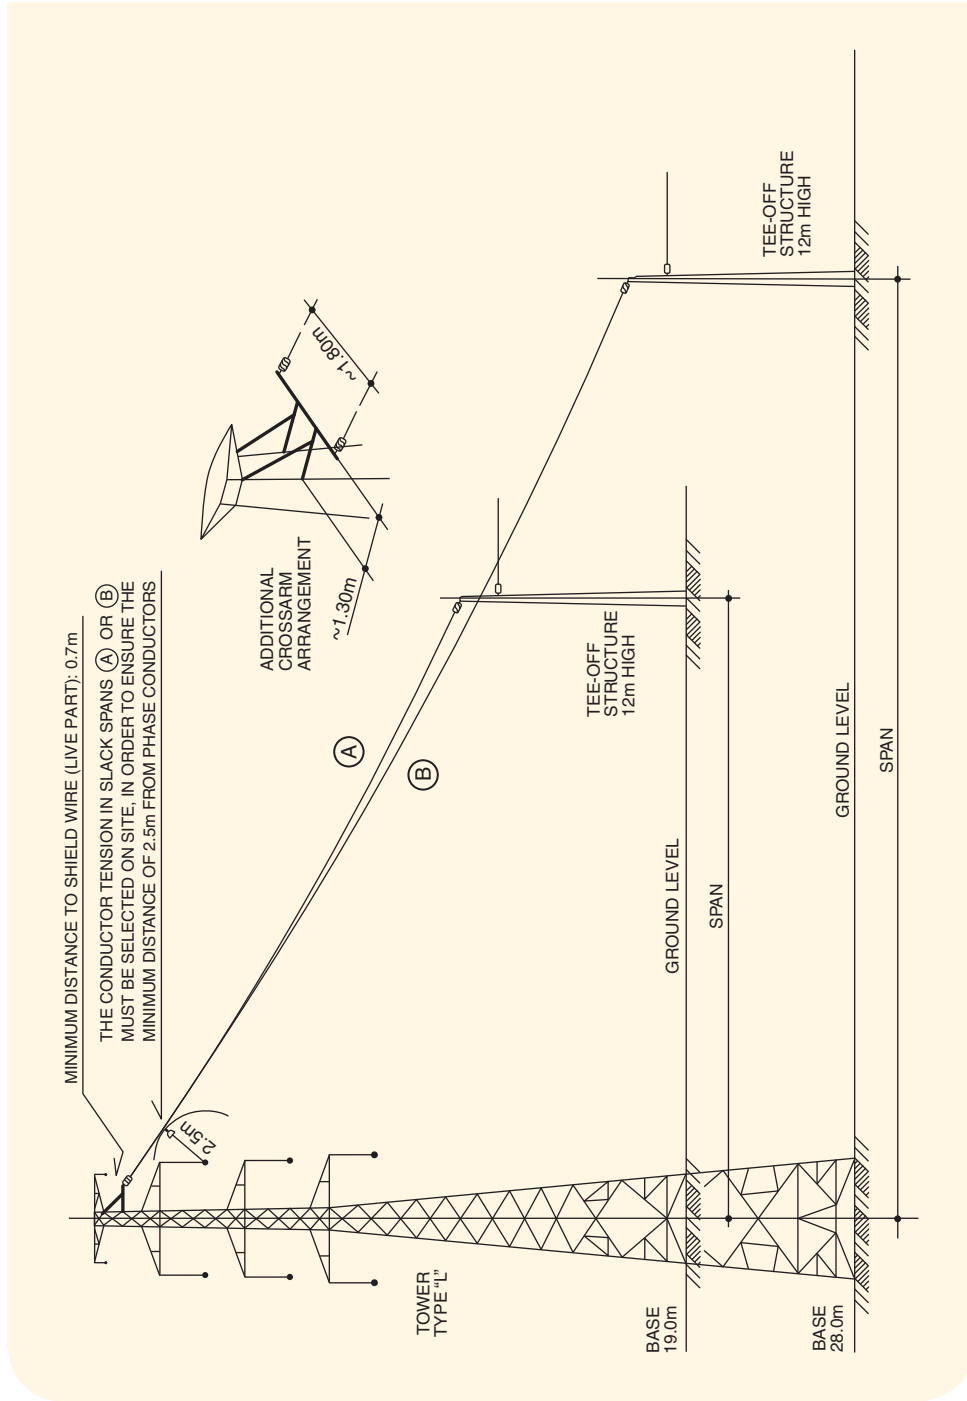 MINIMUM DISTANCE TO SHIELD WIRE (LIVE PART): 0.7m
THE CONDUCTOR TENSION IN SLACK SPANS A OR B
MUST BE SELECTED ON SITE, IN ORDER TO ENSURE THE
MINIMUM DISTANCE OF 2.5m FROM PHASE CONDUCTORS
2.5m
ADDITIONAL
CROSSARM
ARRANGEMENT
~1.30m
~1.80m
A
B
TOWER
TYPE “L”
TEE-OFF
STRUCTURE
12m HIGH
TEE-OFF
STRUCTURE
12m HIGH
BASE
19.0m
GROUND LEVEL
SPAN
BASE
28.0m
GROUND LEVEL
SPAN